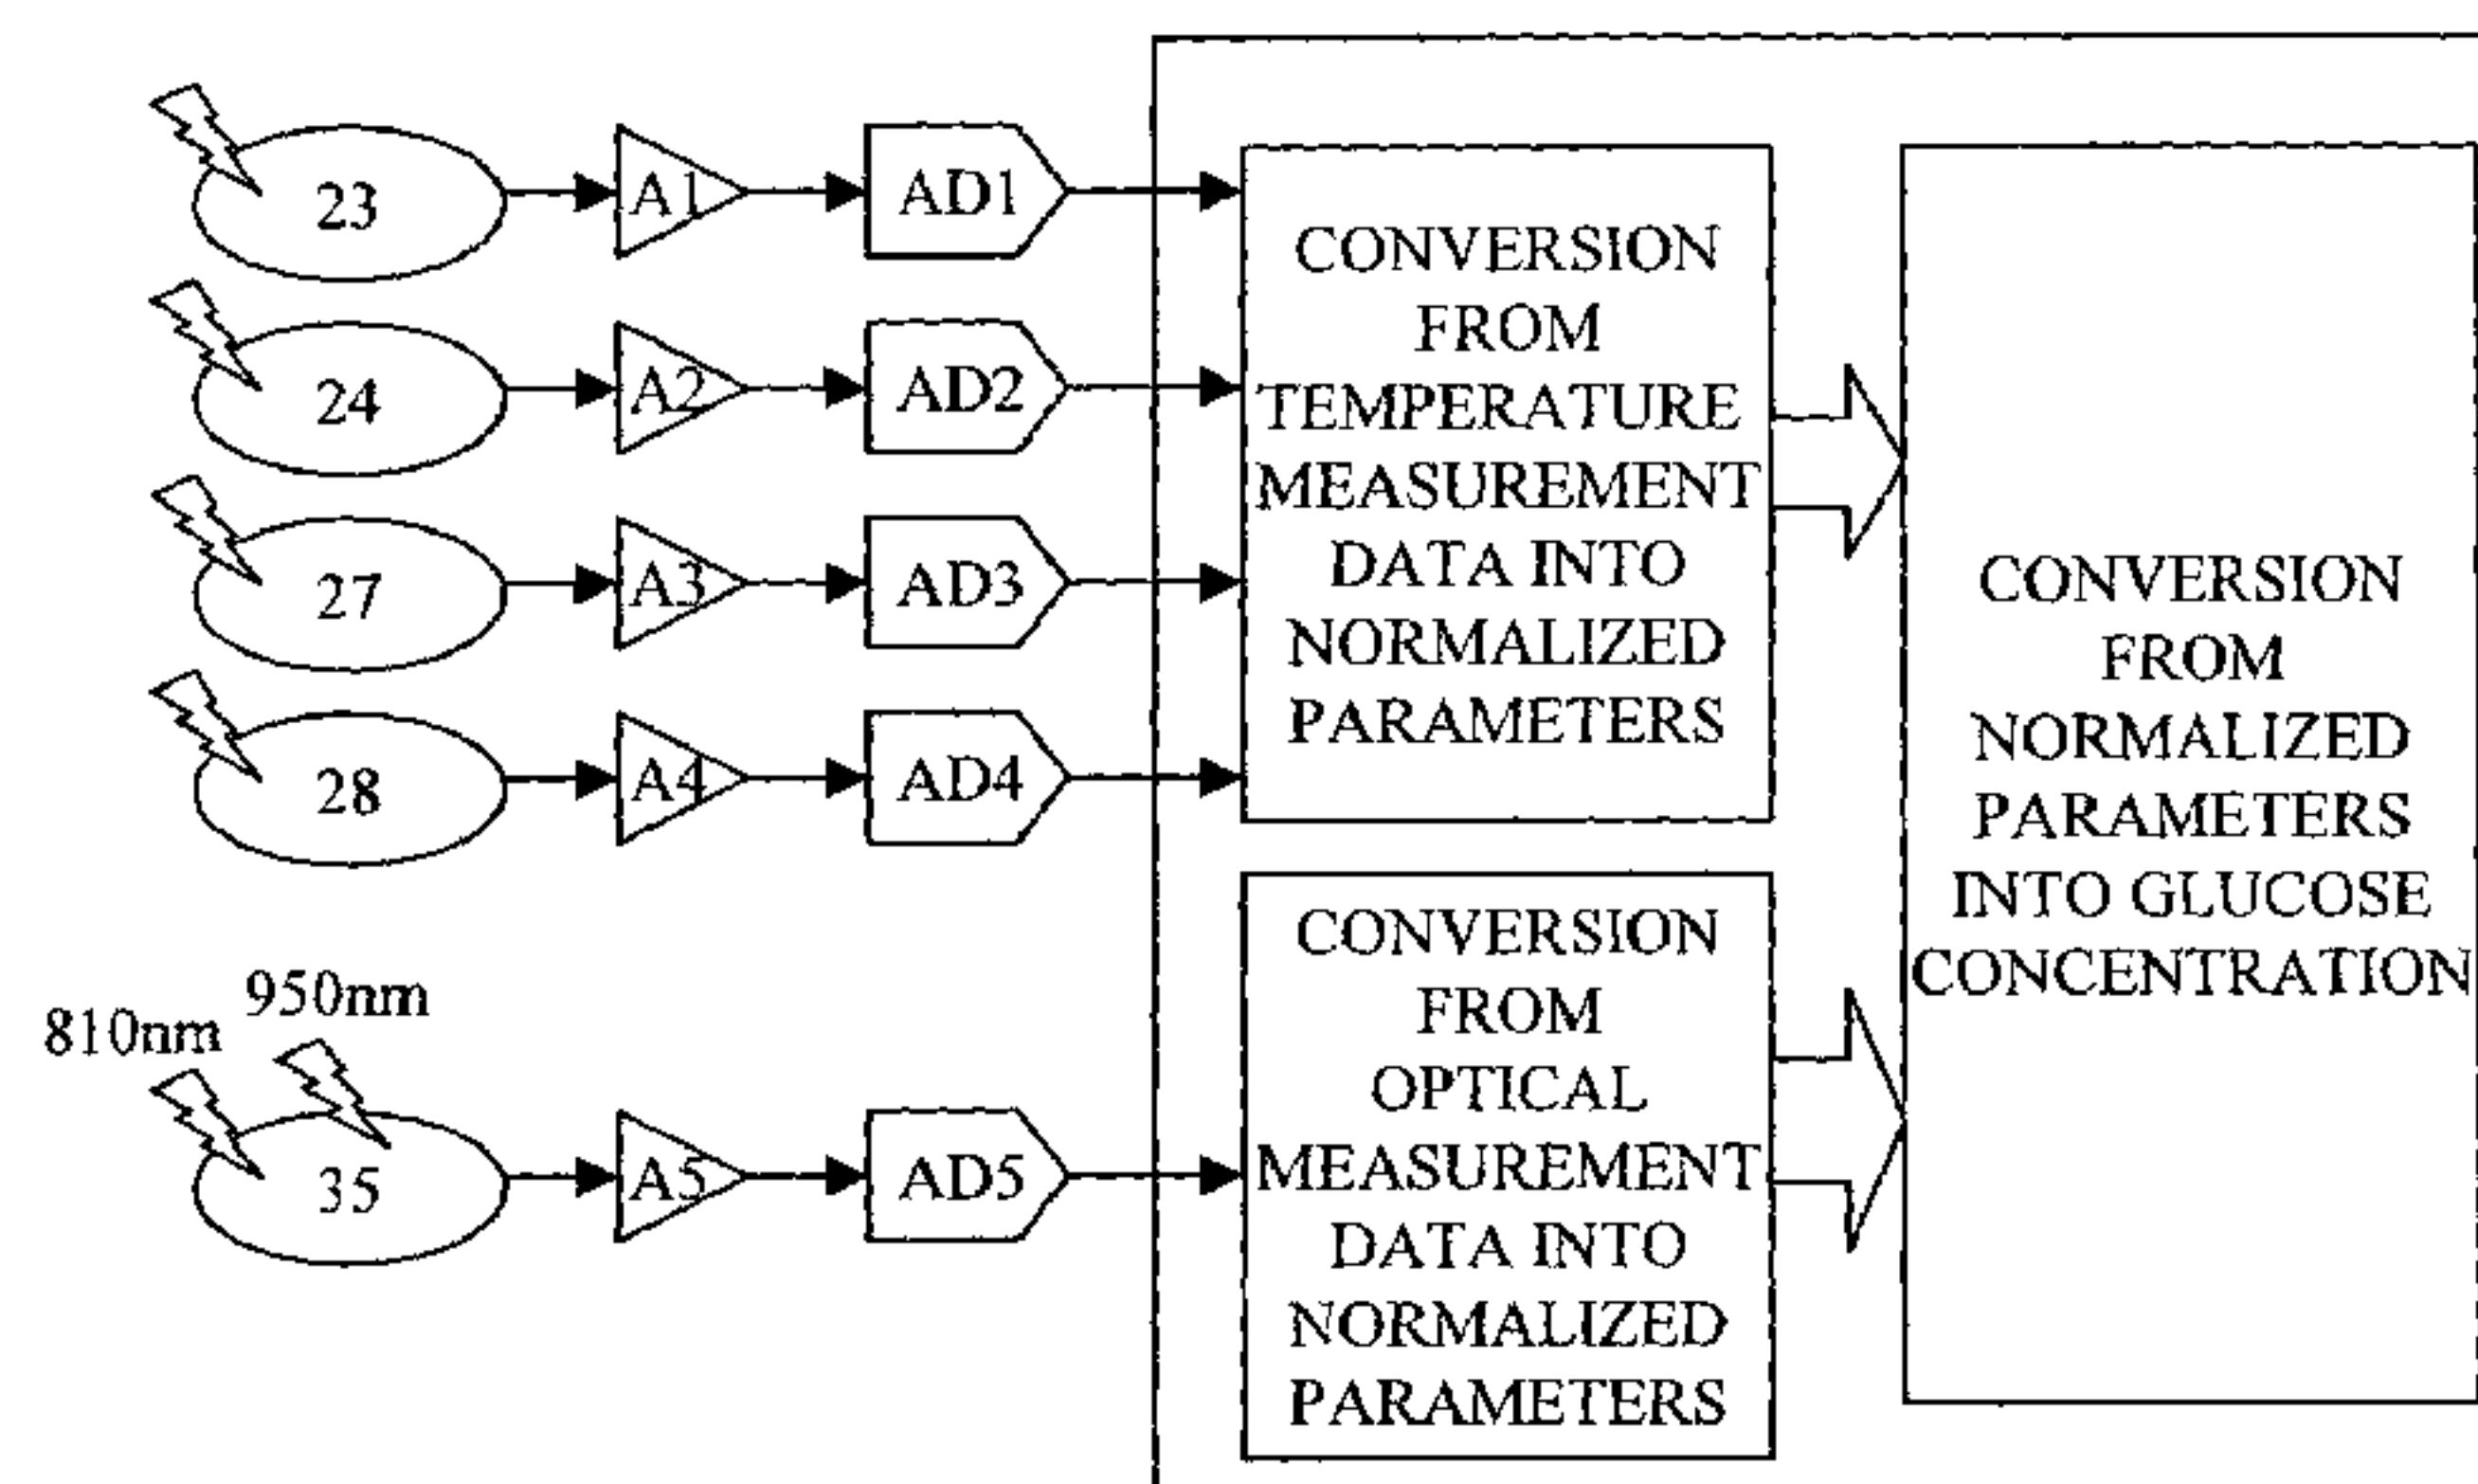 23
A1
AD1
24
A2
AD2
27
A3
AD3
28
A4
AD4
CONVERSION
FROM
TEMPERATURE
MEASUREMENT
DATA INTO
NORMALIZED
PARAMETERS
810nm
950nm
35
A5
AD5
CONVERSION
FROM
OPTICAL
MEASUREMENT
DATA INTO
NORMALIZED
PARAMETERS
CONVERSION
FROM
NORMALIZED
PARAMETERS
INTO GLUCOSE
CONCENTRATION